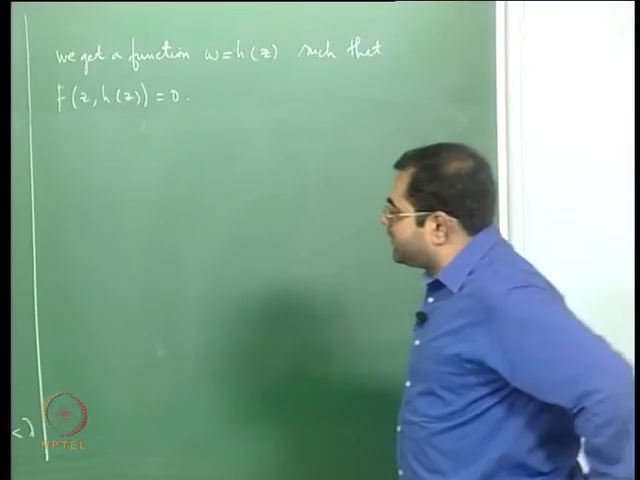 we get a function w = h(z) such that
F(z, h(z)) = 0.
<λ
NPTEL